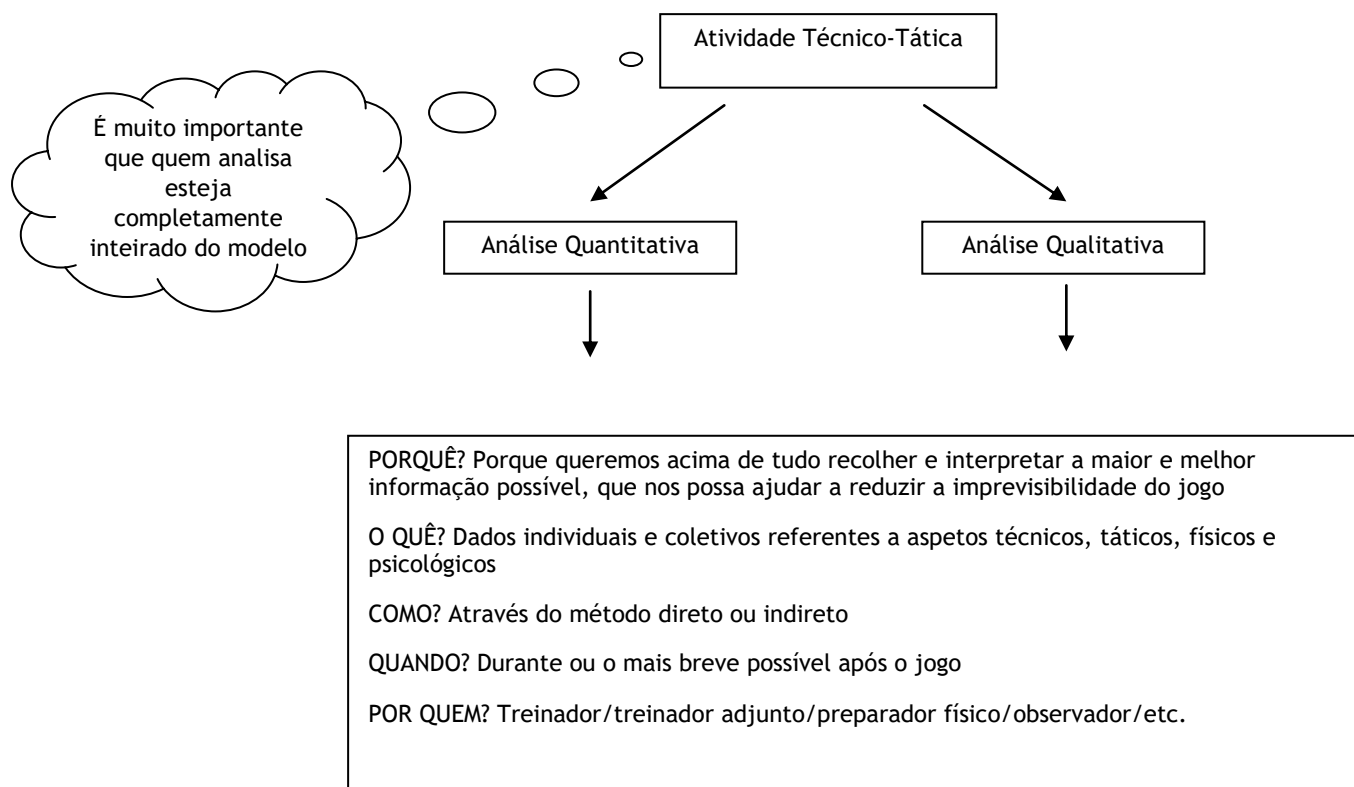 Atividade Técnico-Tática
É muito importante
que quem analisa
esteja
completamente
inteirado do modelo
Análise Quantitativa
Análise Qualitativa
PORQUÊ? Porque queremos acima de tudo recolher e interpretar a maior e melhor
informação possível, que nos possa ajudar a reduzir a imprevisibilidade do jogo
O QUÊ? Dados individuais e coletivos referentes a aspetos técnicos, táticos, físicos e
psicológicos
COMO? Através do método direto ou indireto
QUANDO? Durante ou o mais breve possível após o jogo
POR QUEM? Treinador/treinador adjunto/preparador físico/observador/etc.